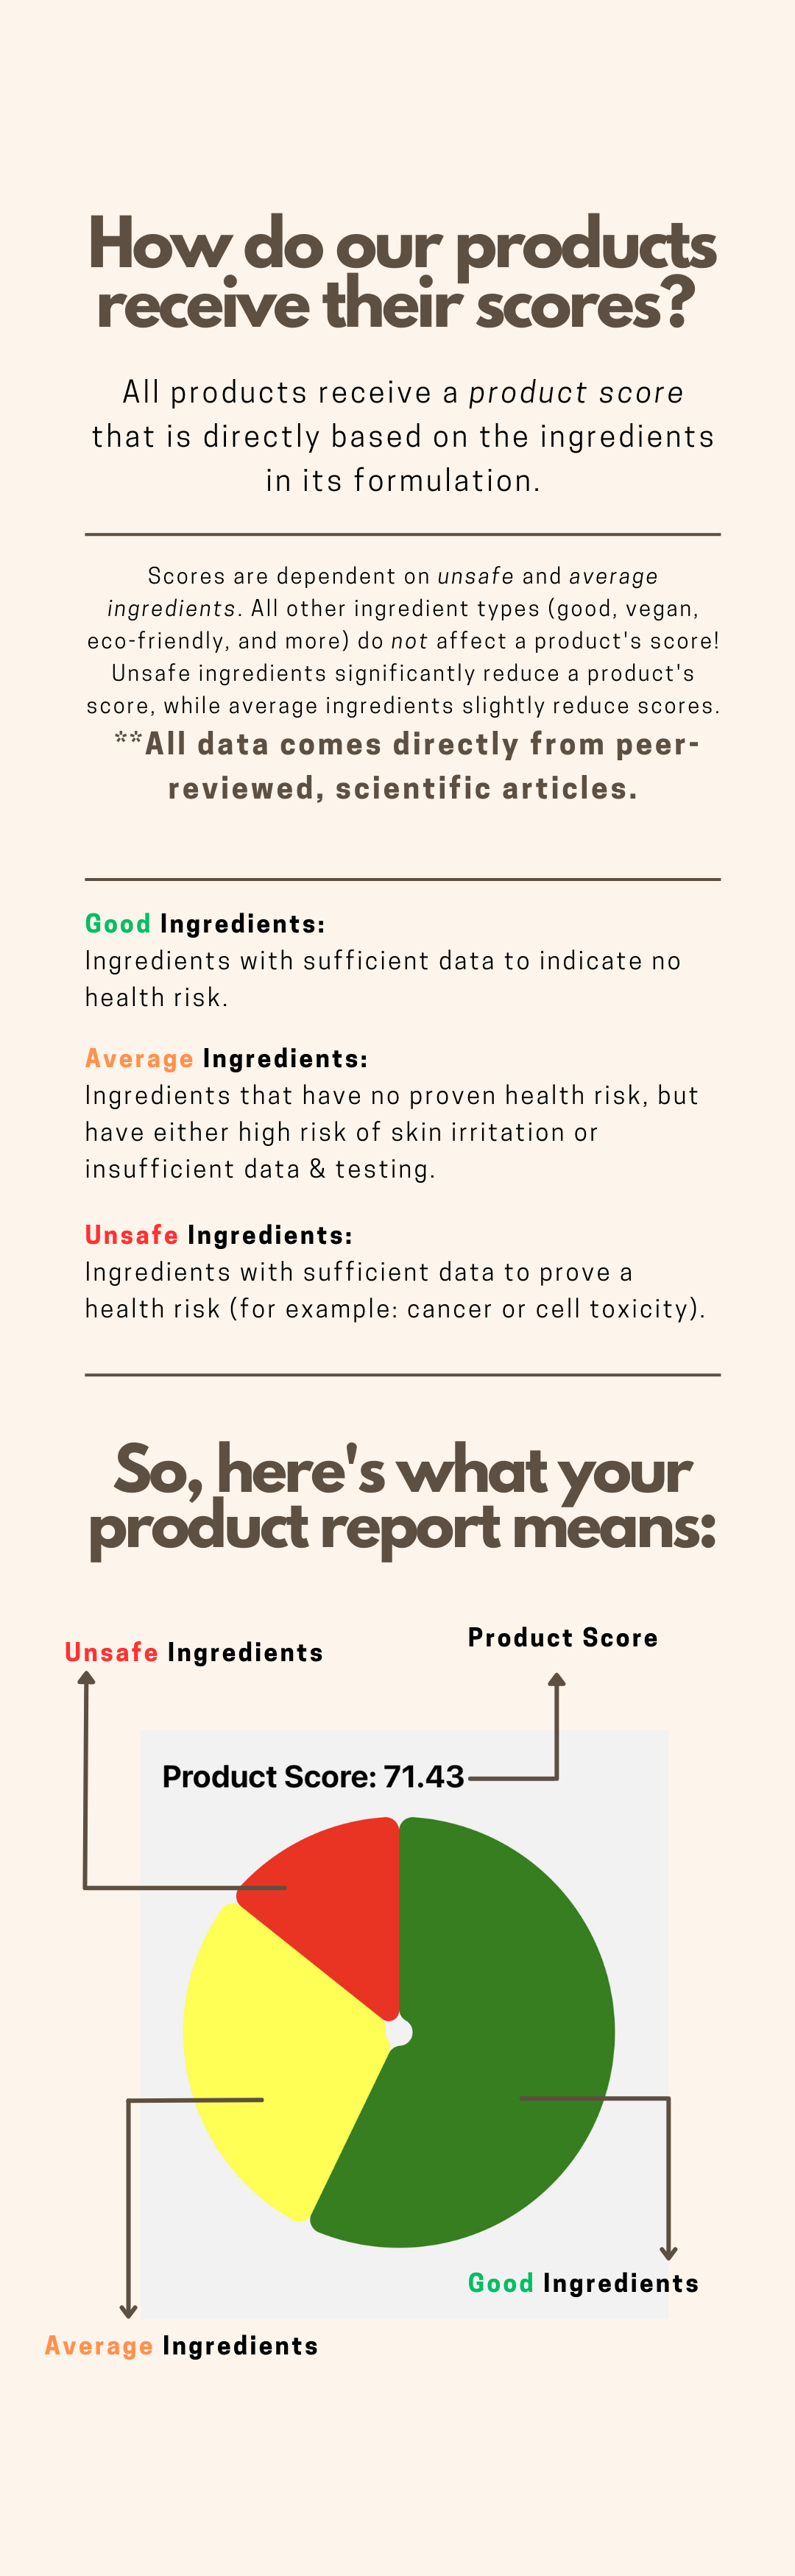 How do our products
receive their scores?
All products receive a product score
that is directly based on the ingredients
in its formulation.
Scores are dependent on unsafe and average
ingredients. All other ingredient types (good, vegan,
eco-friendly, and more) do not affect a product's score!
Unsafe ingredients significantly reduce a product's
score, while average ingredients slightly reduce scores.
**All data comes directly from peer-
reviewed, scientific articles.
Good Ingredients:
Ingredients with sufficient data to indicate no
health risk.
Average Ingredients:
Ingredients that have no proven health risk, but
have either high risk of skin irritation or
insufficient data & testing.
Unsafe Ingredients:
Ingredients with sufficient data to prove a
health risk (for example: cancer or cell toxicity).
So, here's what your
product report means:
Product Score
Unsafe Ingredients
Product Score: 71.43
Good Ingredients
Average Ingredients